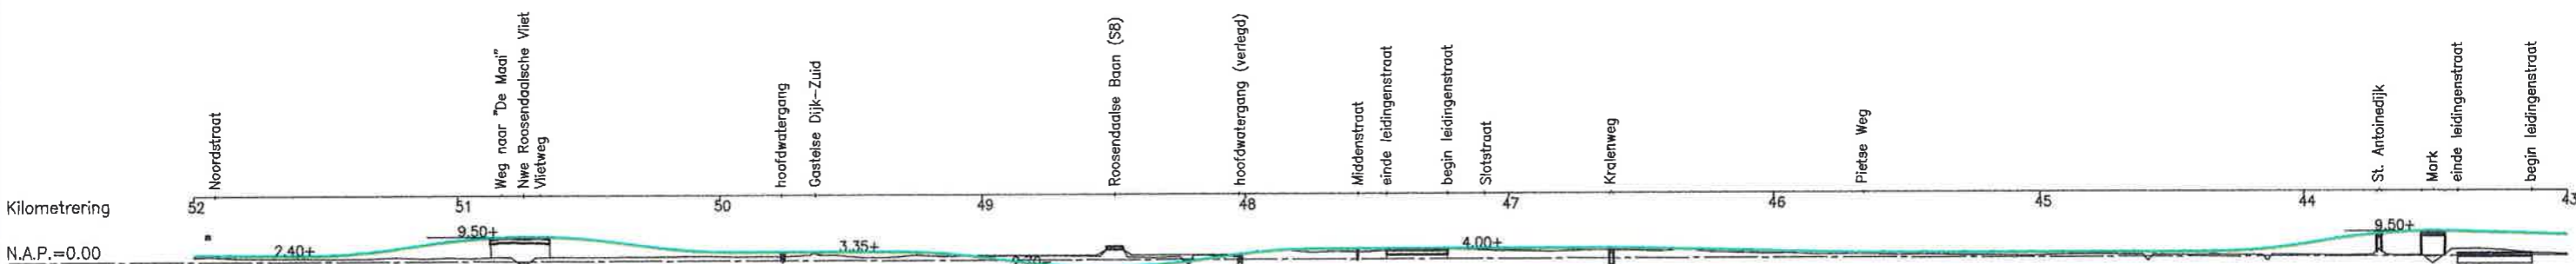 Noordstraat
Weg naar "De Maai"
Nwe Roosendaalsche Vliet
Vlietweg
hoofdwatergang
Gastelse Dijk-Zuid
Roosendaalse Baan (S8)
hoofdwatergang (verlegd)
Middenstraat
einde leidingenstraat
begin leidingenstraat
Slotstraat
Kralenweg
Pietse Weg
St. Antoinedijk
Mark
einde leidingenstraat
begin leidingenstraat
Kilometrering 52 51 50 49 48 47 46 45 44 43
9.50+ 9.50+
2.40+ 3.35+ 4.00+
N.A.P.=0.00